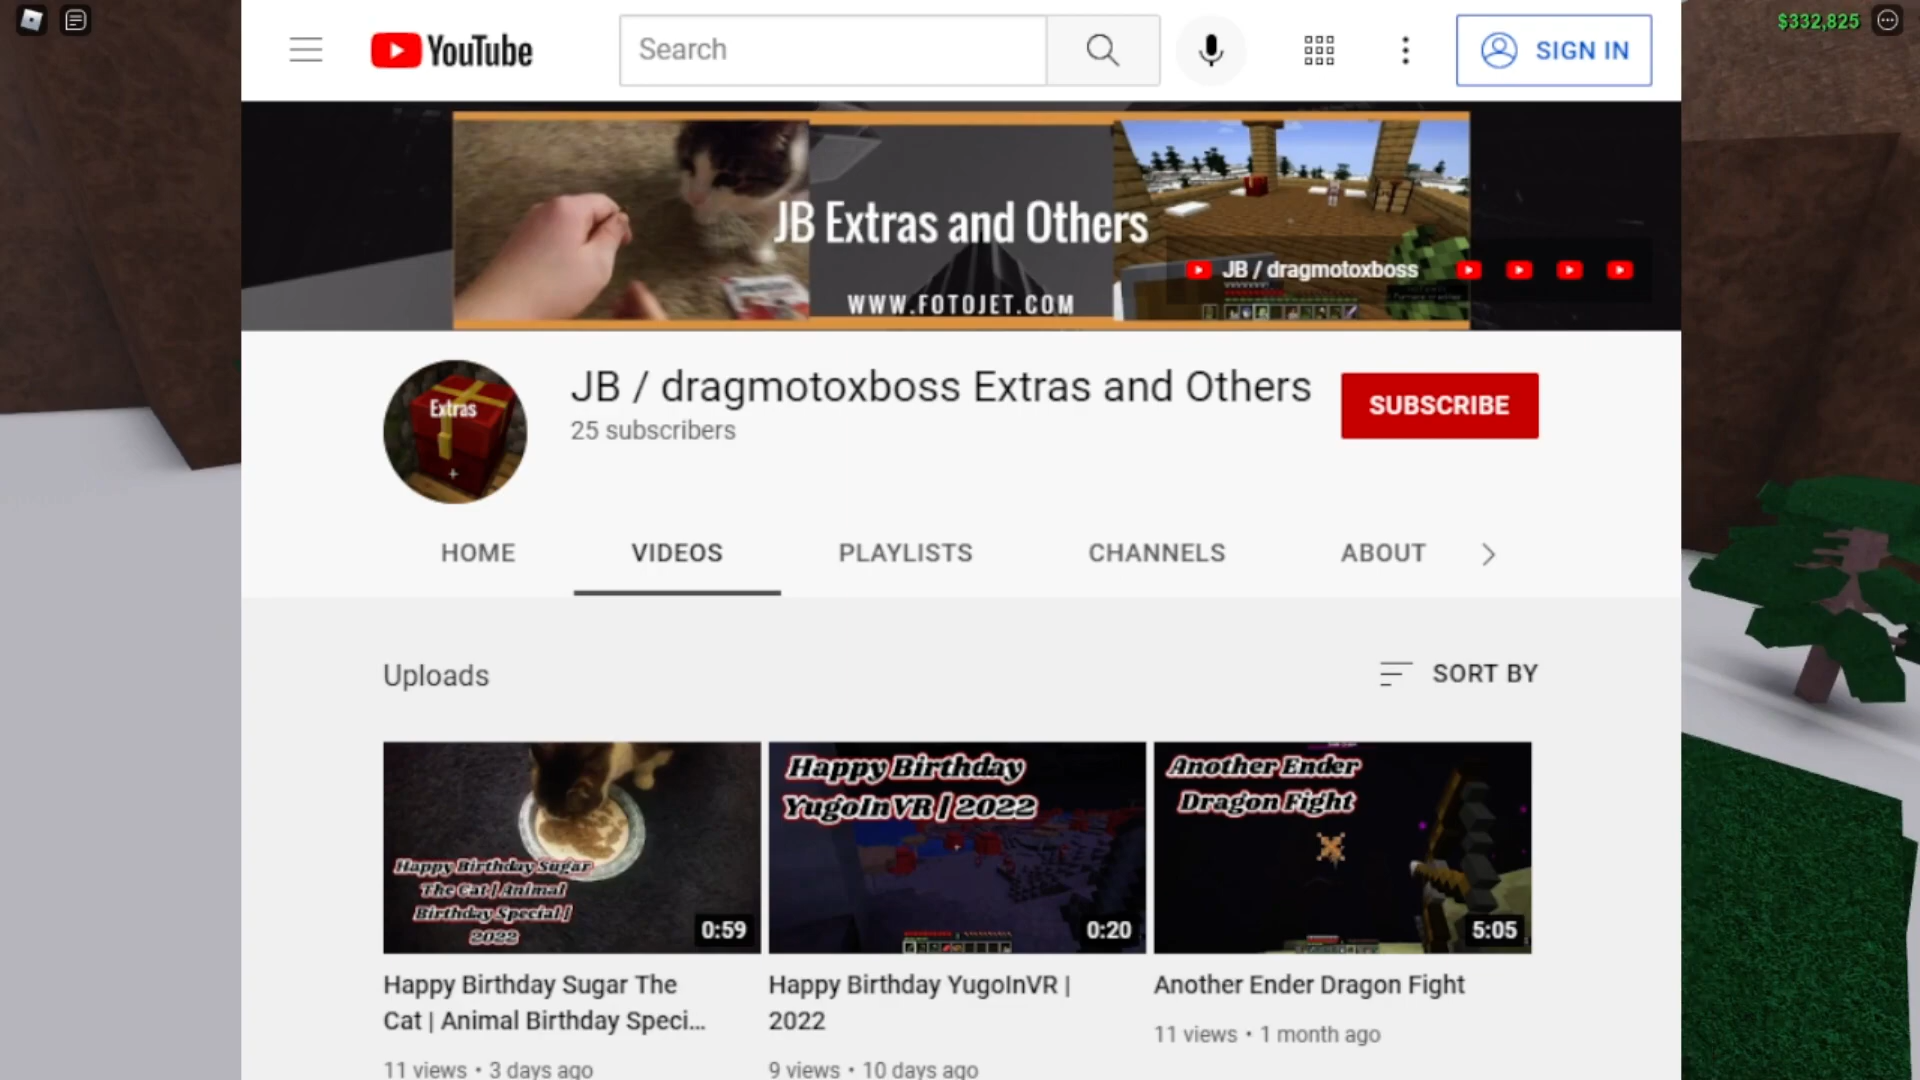 $332,825
YouTube
Search
SIGN IN
JB Extras and Others
JB / dragmotoxboss
WWW.FOTOJET.COM
Extras
JB / dragmotoxboss Extras and Others
25 subscribers
SUBSCRIBE
HOME
VIDEOS
PLAYLISTS
CHANNELS
ABOUT
Uploads
SORT BY
Happy Birthday Sugar
The Cat | Animal
Birthday Special |
2022
0:59
Happy Birthday
YugoInVR | 2022
0:20
Another Ender
Dragon Fight
5:05
Happy Birthday Sugar The
Cat | Animal Birthday Speci...
11 views • 3 days ago
Happy Birthday YugoInVR |
2022
9 views • 10 days ago
Another Ender Dragon Fight
11 views • 1 month ago